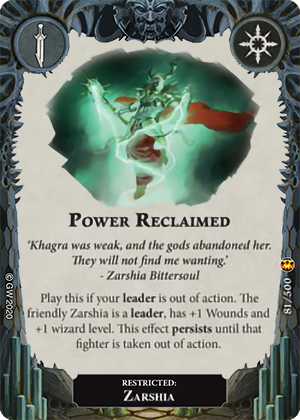 POWER RECLAIMED
'Khagra was weak, and the gods abandoned her.
They will not find me wanting.'
- Zarshia Bittersoul
Play this if your leader is out of action. The
friendly Zarshia is a leader, has +1 Wounds and
+1 wizard level. This effect persists until that
fighter is taken out of action.
© GW 2020
81/500
RESTRICTED:
ZARSHIA